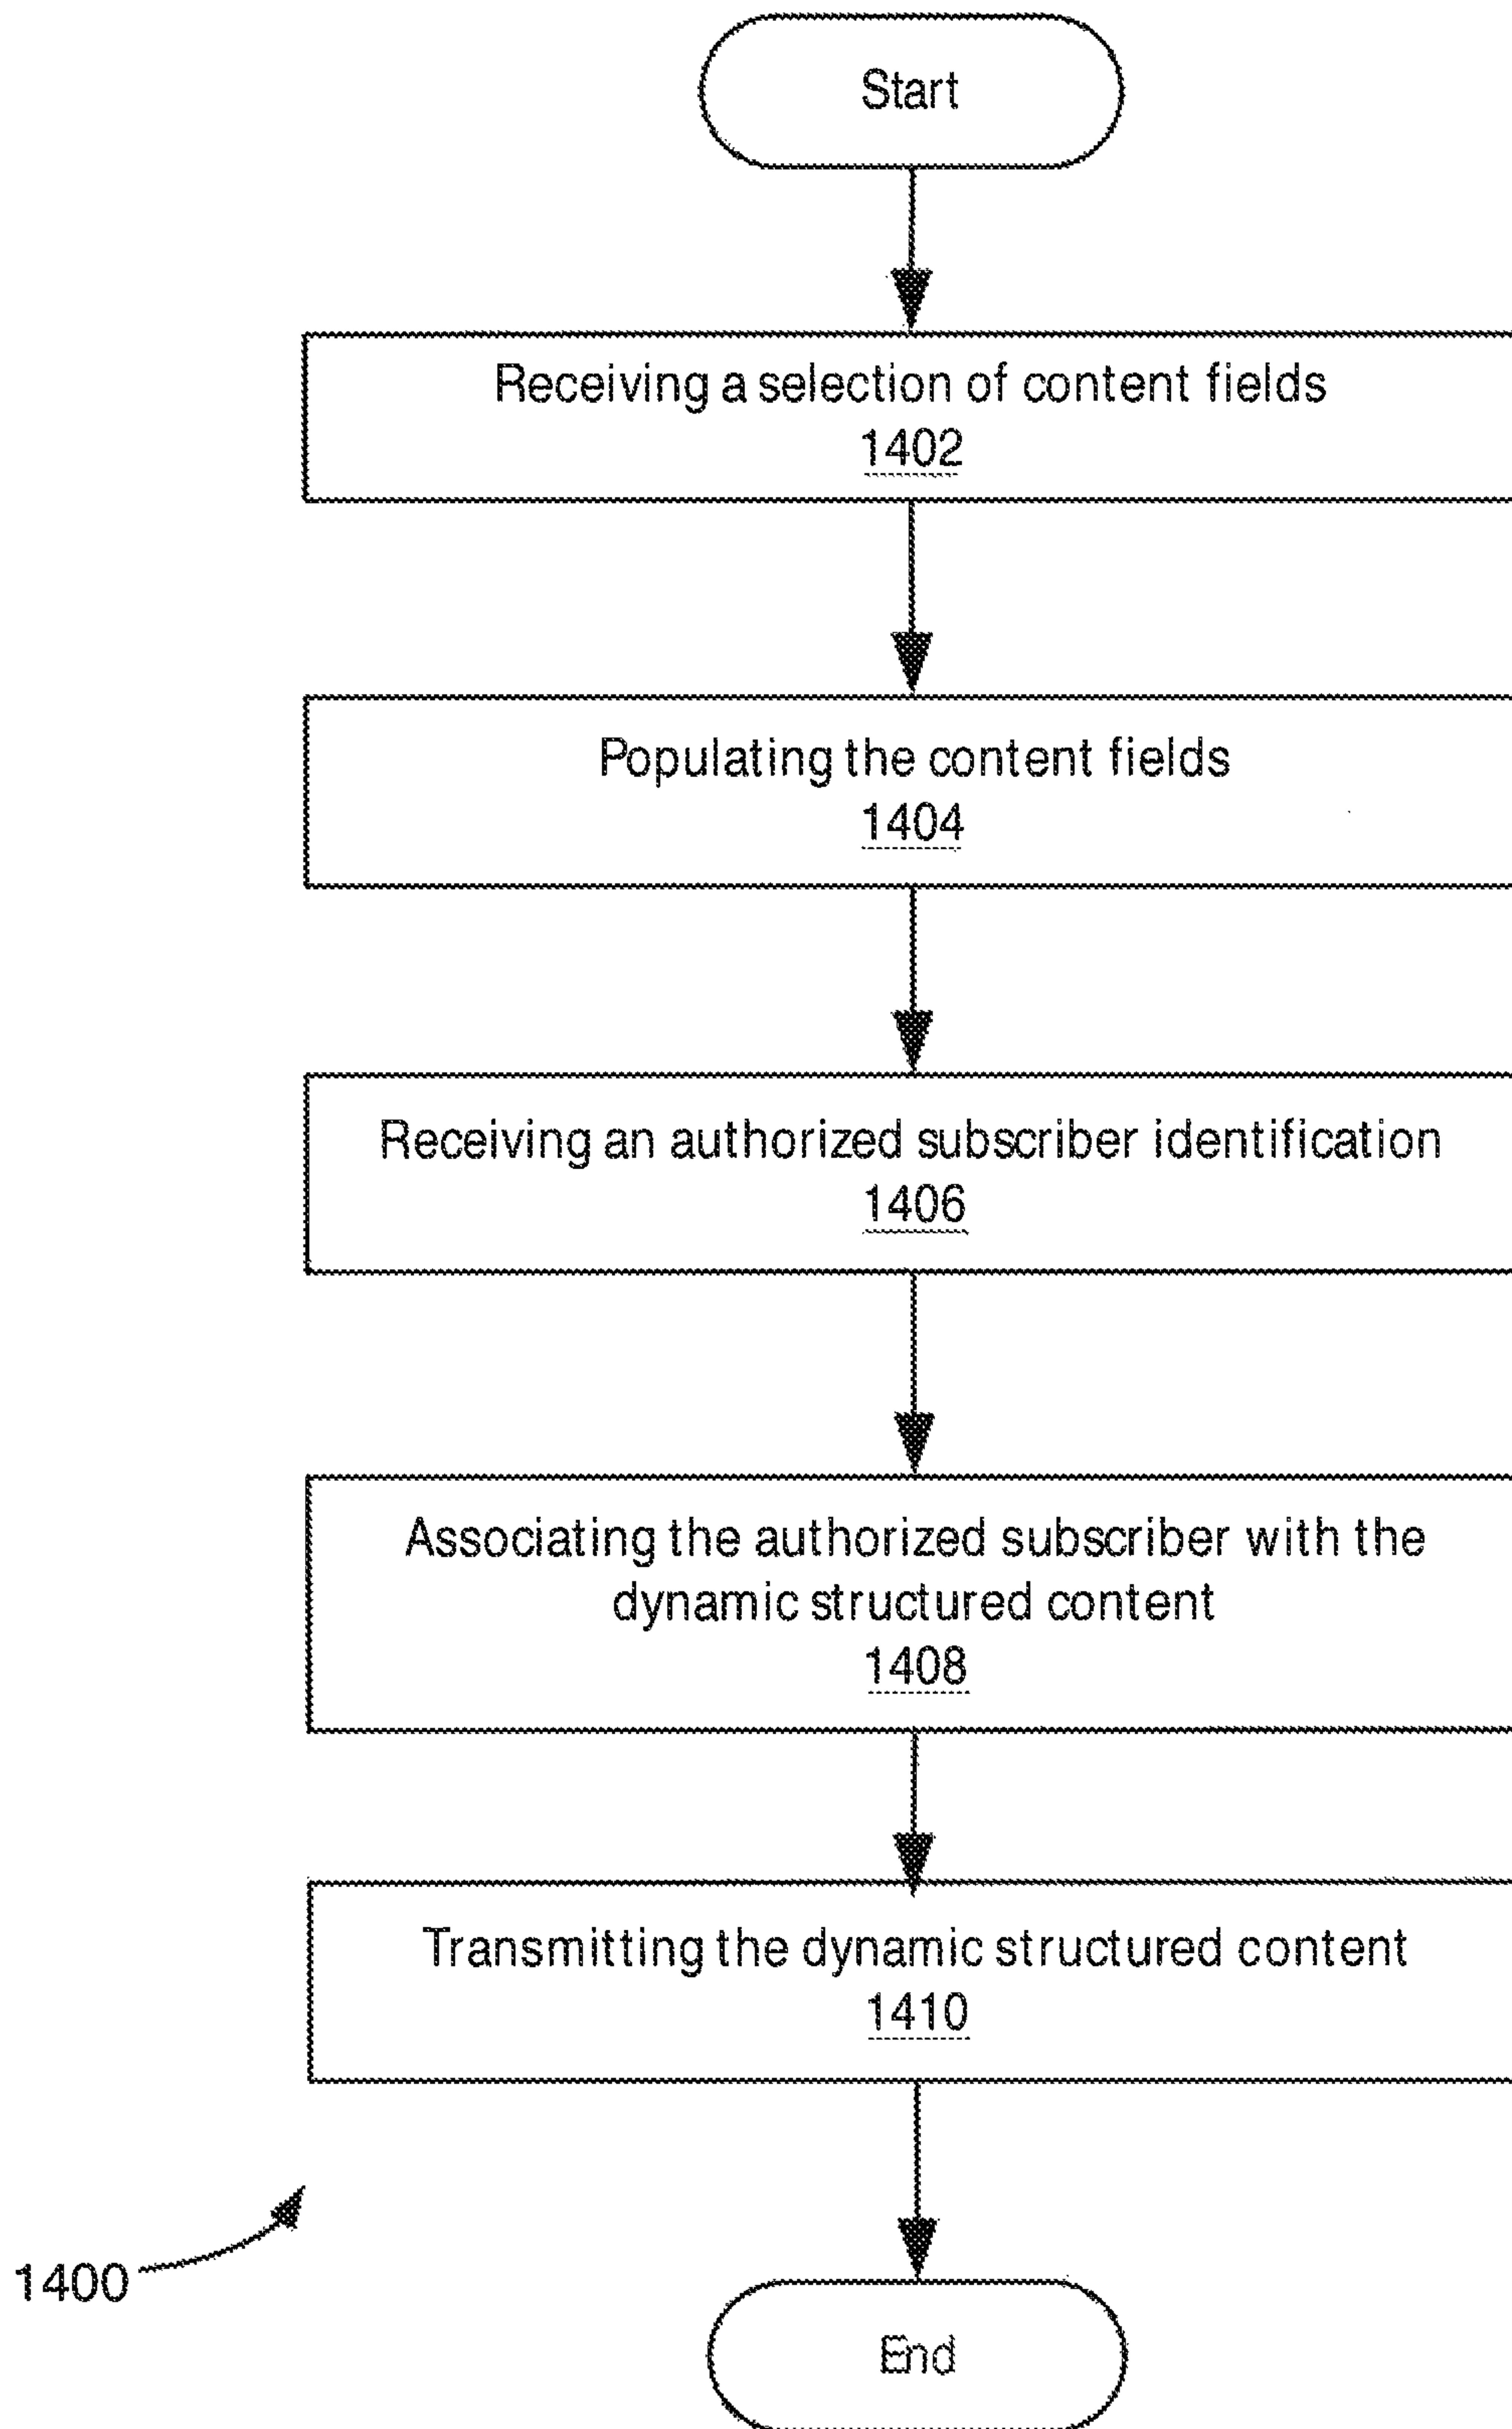 Start
Receiving a selection of content fields
1402
Populating the content fields
1404
Receiving an authorized subscriber identification
1406
Associating the authorized subscriber with the
dynamic structured content
1408
Transmitting the dynamic structured content
1410
1400
End